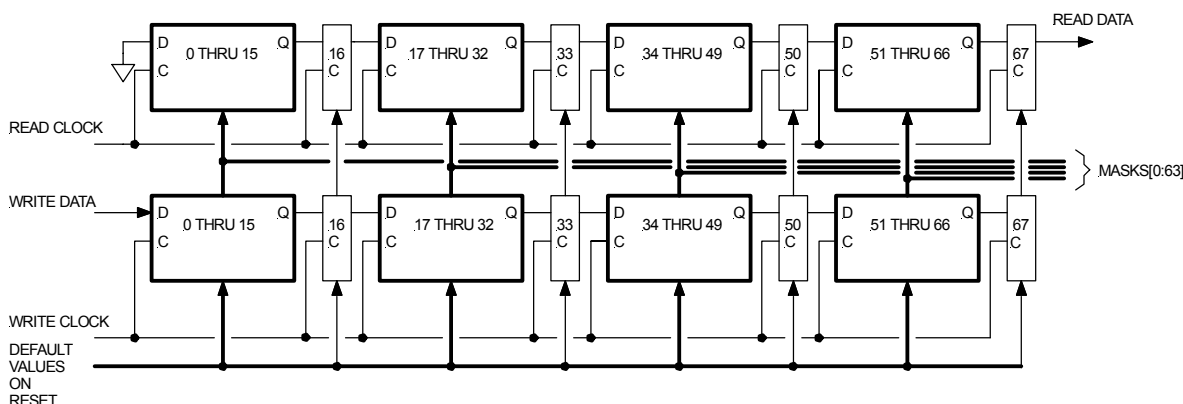 READ DATA
D Q D Q D Q D Q
0 THRU 15 16 17 THRU 32 33 34 THRU 49 50 51 THRU 66 67
C C C C C C C C
READ CLOCK
MASKS[0:63]
WRITE DATA
D Q D Q D Q D Q
0 THRU 15 16 17 THRU 32 33 34 THRU 49 50 51 THRU 66 67
C C C C C C C C
WRITE CLOCK
DEFAULT
VALUES
ON
RESET